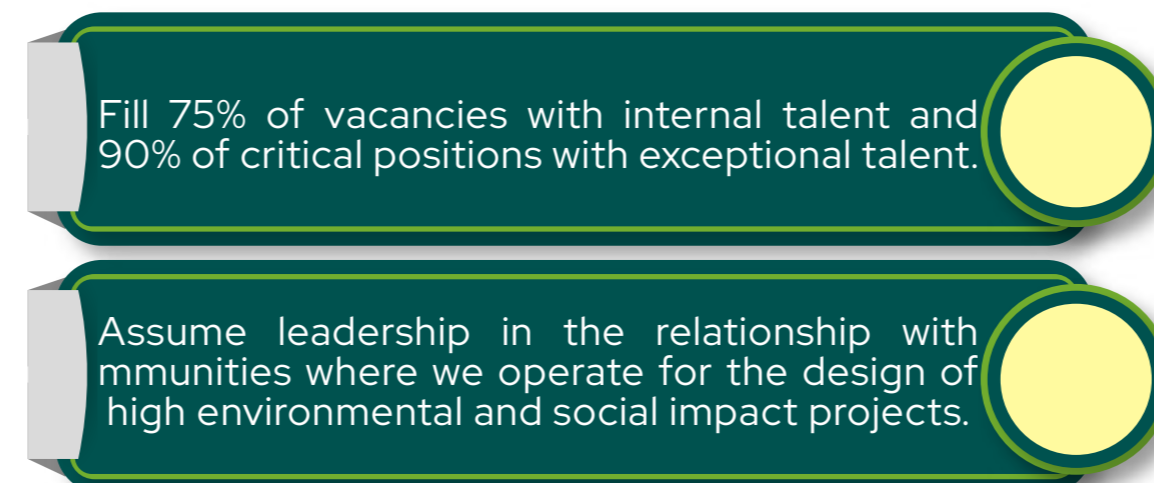 Fill 75% of vacancies with internal talent and
90% of critical positions with exceptional talent.
Assume leadership in the relationship with
mmunities where we operate for the design of
high environmental and social impact projects.